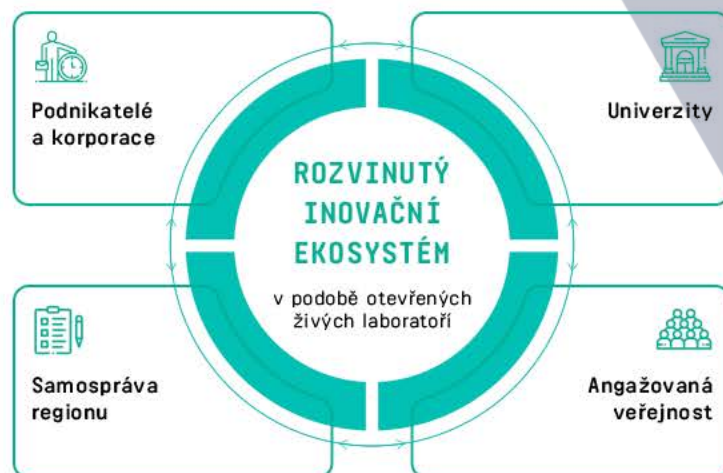 Podnikatelé
a korporace
Univerzity
ROZVINUTÝ
INOVAČNÍ
EKOSYSTÉM
v podobě otevřených
živých laboratoří
Samospráva
regionu
Angažovaná
veřejnost